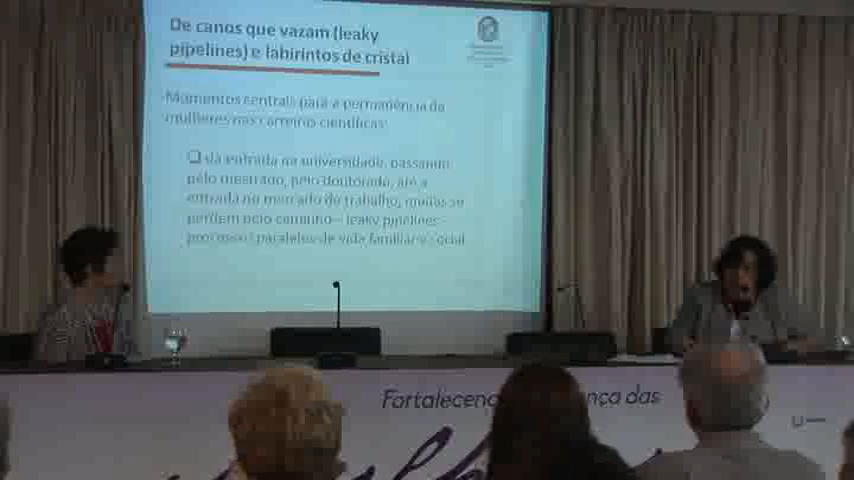 De canos que vazam (leaky
pipelines) e labirintos de cristal
Momentos centrais para a permanência de
mulheres nas carreiras científicas:
da entrada na universidade, passando
pelo mestrado, pelo doutorado, até a
entrada no mercado de trabalho, muitas se
perdem pelo caminho – leaky pipelines -
processos paralelos de vida familiar e social
Fortalecen
nça das